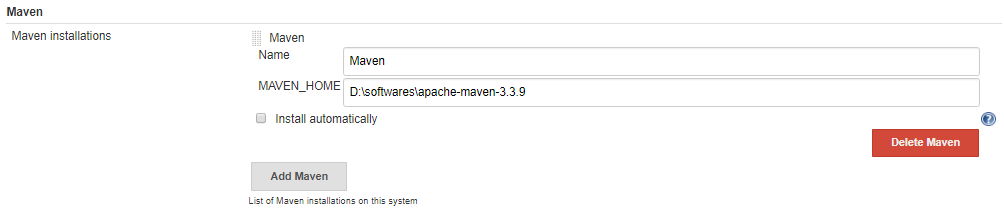 Maven
Maven installations
Maven
Name
Maven
MAVEN_HOME
D:\softwares\apache-maven-3.3.9
Install automatically
?
Delete Maven
Add Maven
List of Maven installations on this system